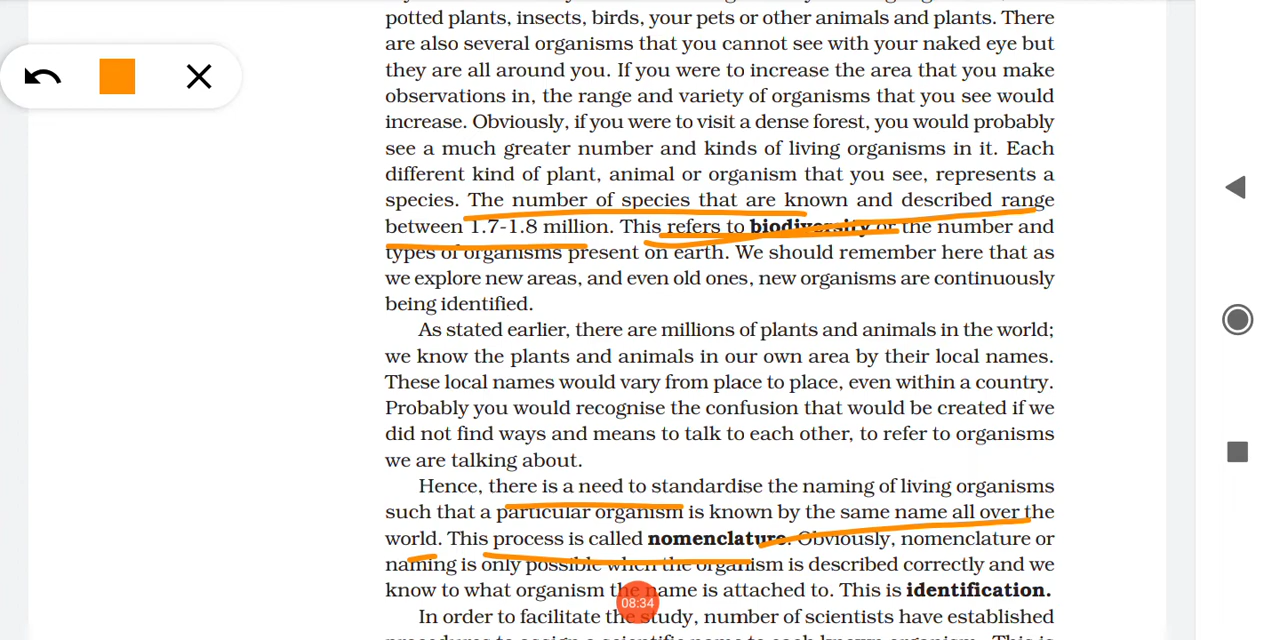 potted plants, insects, birds, your pets or other animals and plants. There
are also several organisms that you cannot see with your naked eye but
they are all around you. If you were to increase the area that you make
observations in, the range and variety of organisms that you see would
increase. Obviously, if you were to visit a dense forest, you would probably
see a much greater number and kinds of living organisms in it. Each
different kind of plant, animal or organism that you see, represents a
species. The number of species that are known and described range
between 1.7-1.8 million. This refers to biodiversity or the number and
types of organisms present on earth. We should remember here that as
we explore new areas, and even old ones, new organisms are continuously
being identified.
As stated earlier, there are millions of plants and animals in the world;
we know the plants and animals in our own area by their local names.
These local names would vary from place to place, even within a country.
Probably you would recognise the confusion that would be created if we
did not find ways and means to talk to each other, to refer to organisms
we are talking about.
Hence, there is a need to standardise the naming of living organisms
such that a particular organism is known by the same name all over the
world. This process is called nomenclature. Obviously, nomenclature or
naming is only possible when the organism is described correctly and we
know to what organism the name is attached to. This is identification.
08:34
In order to facilitate the study, number of scientists have established